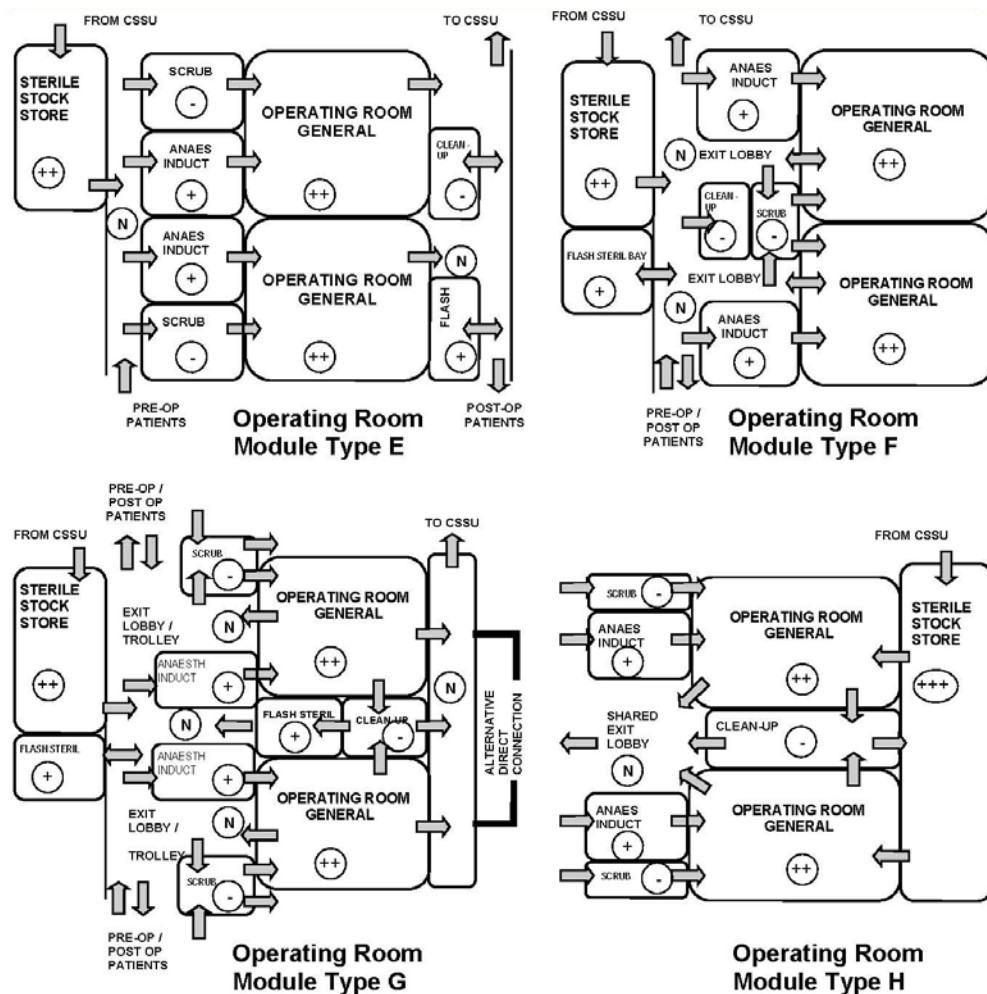 FROM CSSU
TO CSSU
STERILE
STOCK
STORE
++
SCRUB
-
ANAES
INDUCT
+
N
ANAES
INDUCT
+
SCRUB
-
OPERATING ROOM
GENERAL
++
OPERATING ROOM
GENERAL
++
CLEAN -
UP
-
N
FLASH
+
PRE-OP
PATIENTS
POST-OP
PATIENTS
Operating Room
Module Type E
FROM CSSU
TO CSSU
STERILE
STOCK
STORE
++
FLASH STERIL BAY
+
ANAES
INDUCT
+
N
EXIT LOBBY
CLEAN -
UP
-
SCRUB
-
EXIT LOBBY
N
ANAES
INDUCT
+
OPERATING ROOM
GENERAL
++
OPERATING ROOM
GENERAL
++
PRE-OP /
POST OP
PATIENTS
Operating Room
Module Type F
PRE-OP /
POST OP
PATIENTS
FROM CSSU
TO CSSU
STERILE
STOCK
STORE
++
FLASH STERIL
+
SCRUB
-
EXIT
LOBBY /
TROLLEY
N
ANAESTH
INDUCT
+
N
ANAESTH
INDUCT
+
EXIT
LOBBY /
TROLLEY
N
SCRUB
-
OPERATING ROOM
GENERAL
++
FLASH STERIL
+
CLEAN-UP
-
OPERATING ROOM
GENERAL
++
N
ALTERNATIVE
DIRECT
CONNECTION
PRE-OP /
POST OP
PATIENTS
Operating Room
Module Type G
FROM CSSU
SCRUB
-
ANAES
INDUCT
+
SHARED
EXIT
LOBBY
N
ANAES
INDUCT
+
SCRUB
-
OPERATING ROOM
GENERAL
++
CLEAN-UP
-
OPERATING ROOM
GENERAL
++
STERILE
STOCK
STORE
+++
Operating Room
Module Type H